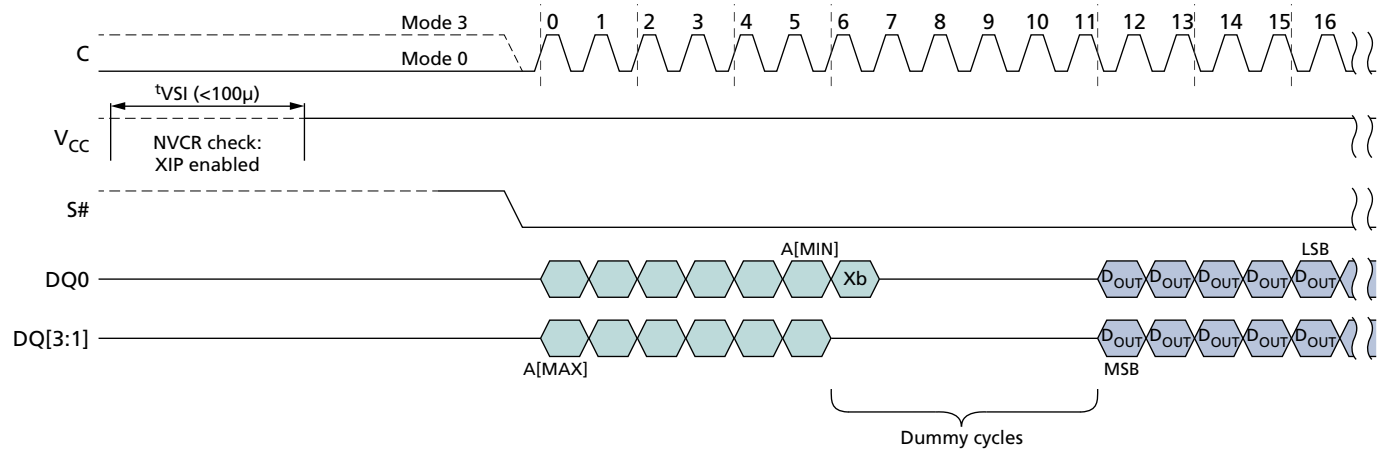 Mode 3
0 1 2 3 4 5 6 7 8 9 10 11 12 13 14 15 16
C
Mode 0
tVSI (<100µ)
VCC
NVCR check:
XIP enabled
S#
A[MIN]
LSB
DQ0
Xb
DOUT DOUT DOUT DOUT DOUT
DQ[3:1]
DOUT DOUT DOUT DOUT DOUT
A[MAX]
MSB
Dummy cycles